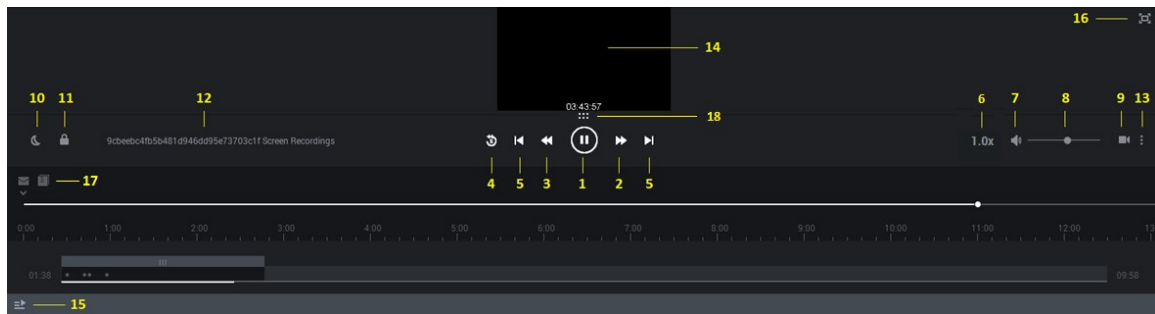 16
14
03:43:57
10 11 12 18 6 7 8 9 13
9cbeebc4fb5b481d946dd95e73703c1f Screen Recordings 1.0x
17 4 5 3 1 2 5
0:00 1:00 2:00 3:00 4:00 5:00 6:00 7:00 8:00 9:00 10:00 11:00 12:00 13
01:38 09:58
15